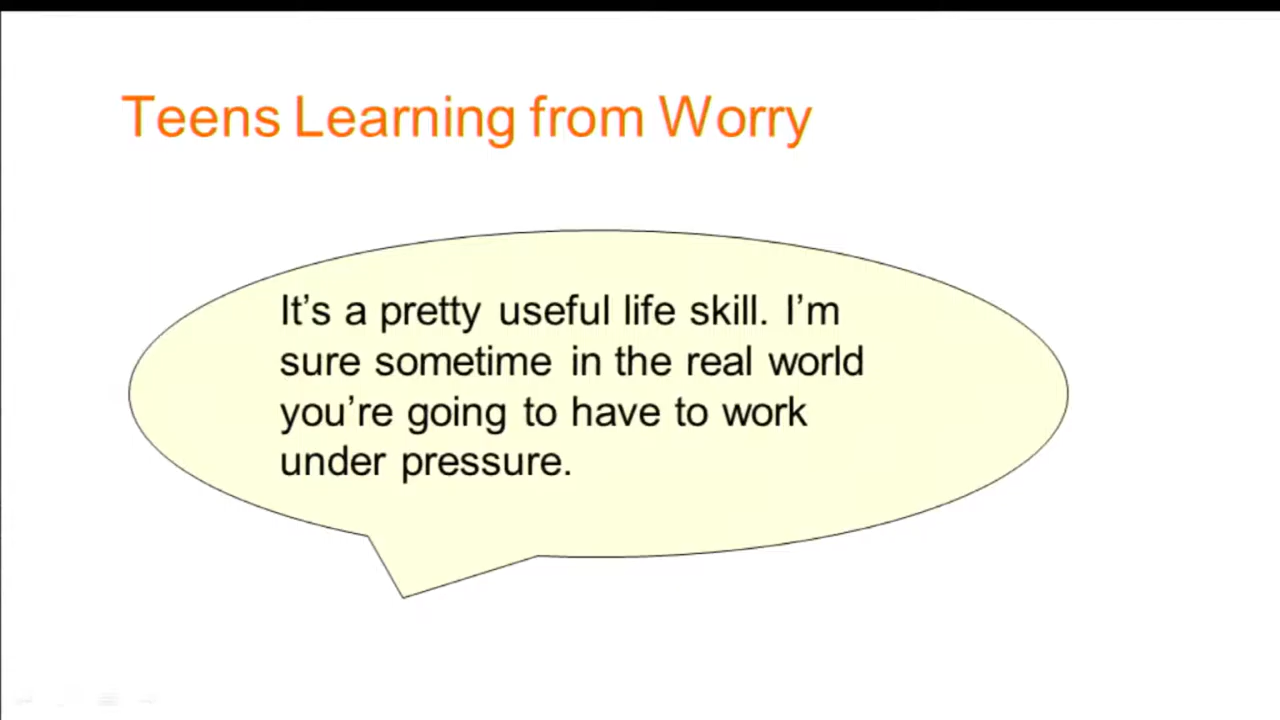 Teens Learning from Worry
It’s a pretty useful life skill. I’m
sure sometime in the real world
you’re going to have to work
under pressure.